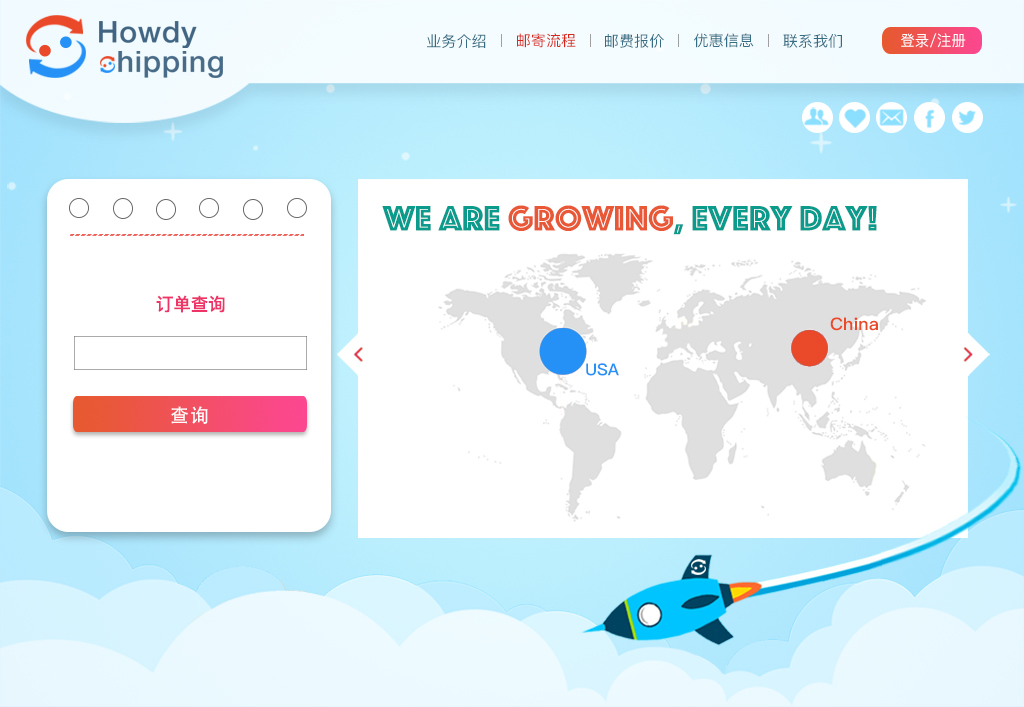 Howdy
shipping
业务介绍 | 邮寄流程 | 邮费报价 | 优惠信息 | 联系我们
登录/注册
订单查询
查询
WE ARE GROWING, EVERY DAY!
China
USA